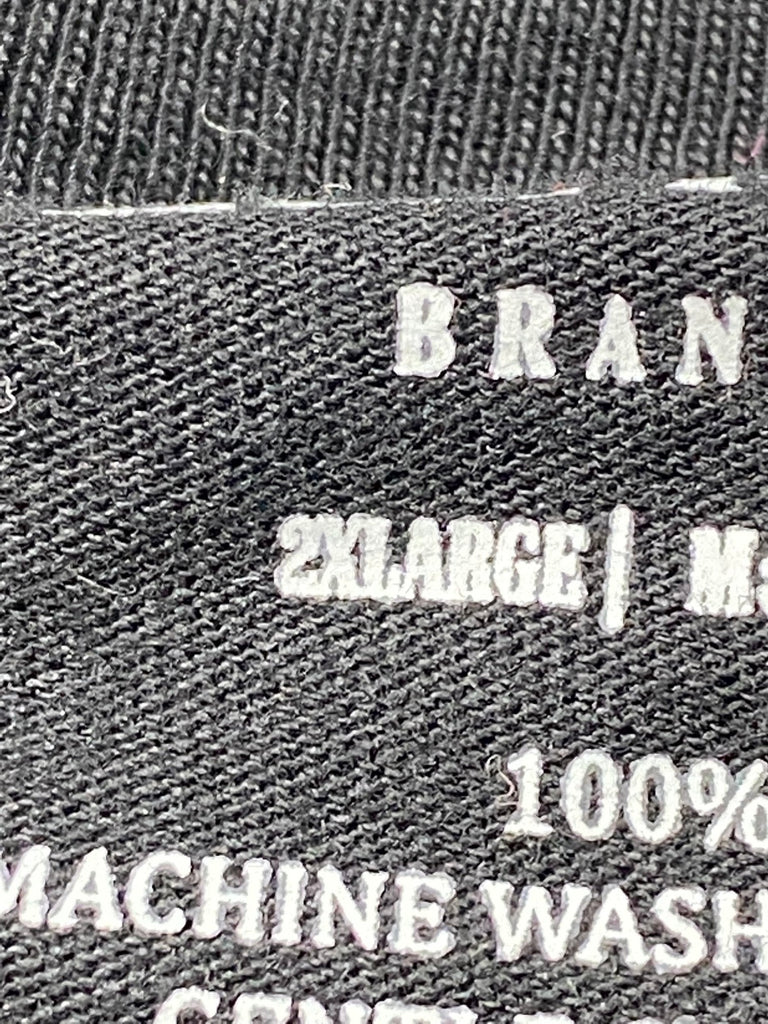 BRAN
2XLARGE| M
100%
MACHINE WASH